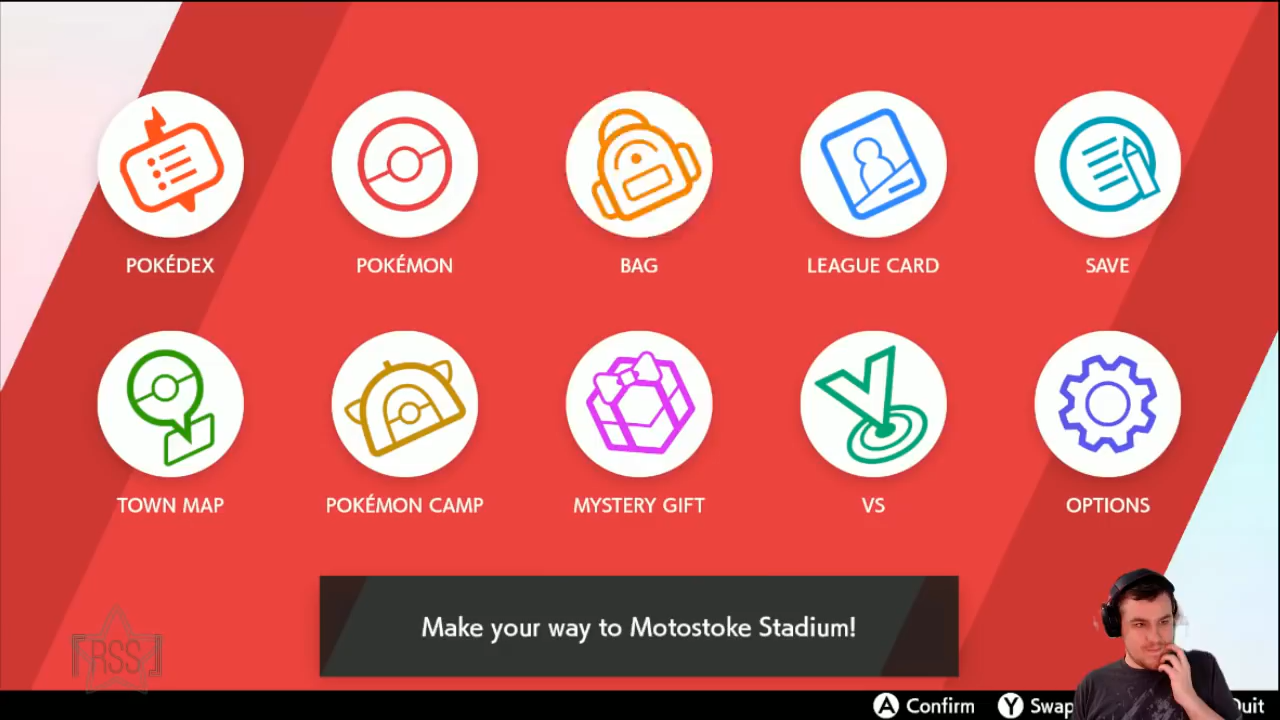 POKÉDEX
POKÉMON
BAG
LEAGUE CARD
SAVE
TOWN MAP
POKÉMON CAMP
MYSTERY GIFT
VS
OPTIONS
Make your way to Motostoke Stadium!
RSS
A Confirm
Y Swap